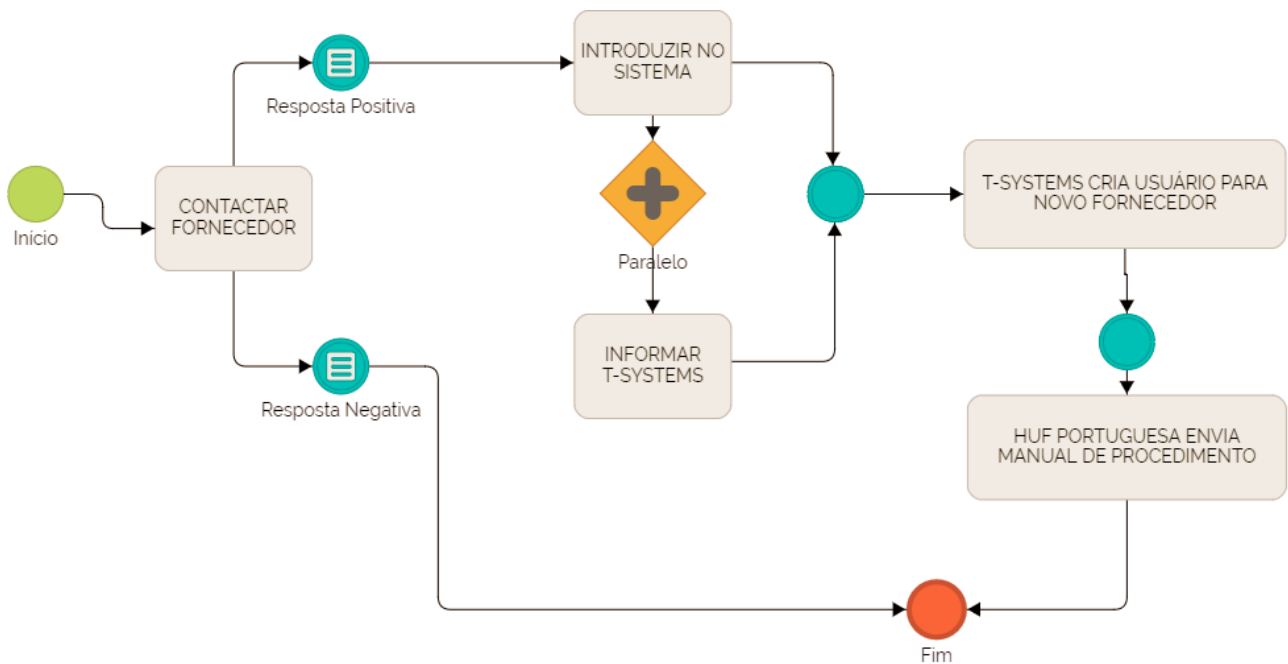 INTRODUZIR NO
SISTEMA
Resposta Positiva
T-SYSTEMS CRIA USUÁRIO PARA
NOVO FORNECEDOR
CONTACTAR
FORNECEDOR
Início
Paralelo
INFORMAR
T-SYSTEMS
Resposta Negativa
HUF PORTUGUESA ENVIA
MANUAL DE PROCEDIMENTO
Fim